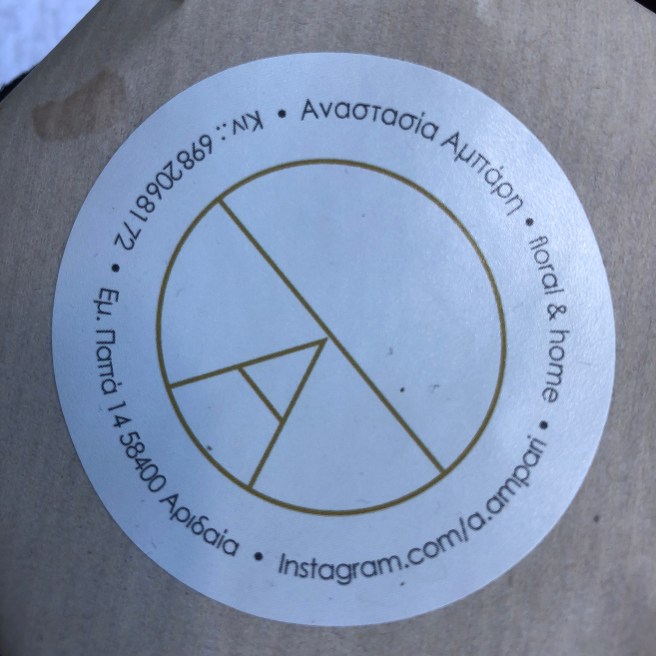 Αναστασία Αμπάρη • floral & home • Instagram.com/a.ampari • Εμ. Παπά 14 58400 Αριδαία • Κιν.: 6982068172 •